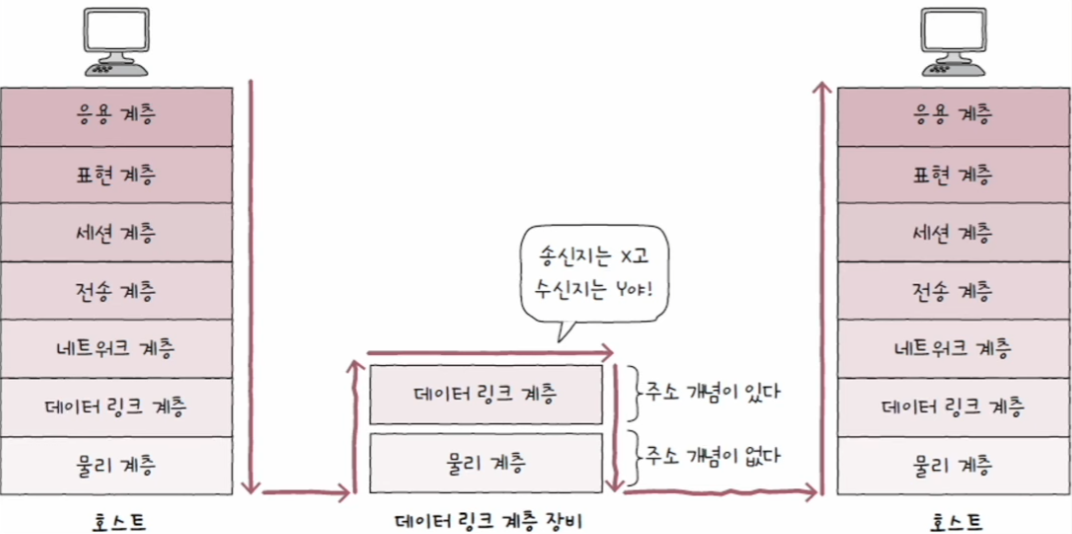 응용 계층
표현 계층
세션 계층
전송 계층
네트워크 계층
데이터 링크 계층
물리 계층
호스트
송신지는 X고
수신지는 Y야!
데이터 링크 계층
주소 개념이 있다
물리 계층
주소 개념이 없다
데이터 링크 계층 장비
응용 계층
표현 계층
세션 계층
전송 계층
네트워크 계층
데이터 링크 계층
물리 계층
호스트